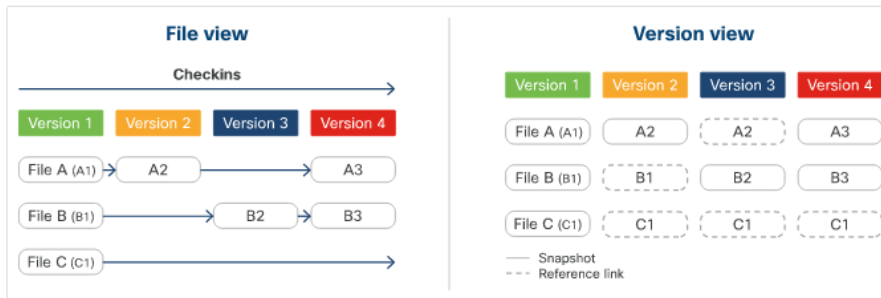 File view
Checkins
Version 1 Version 2 Version 3 Version 4
File A (A1) A2 A3
File B (B1) B2 B3
File C (C1)
Version view
Version 1 Version 2 Version 3 Version 4
File A (A1) A2 A2 A3
File B (B1) B1 B2 B3
File C (C1) C1 C1 C1
Snapshot
Reference link